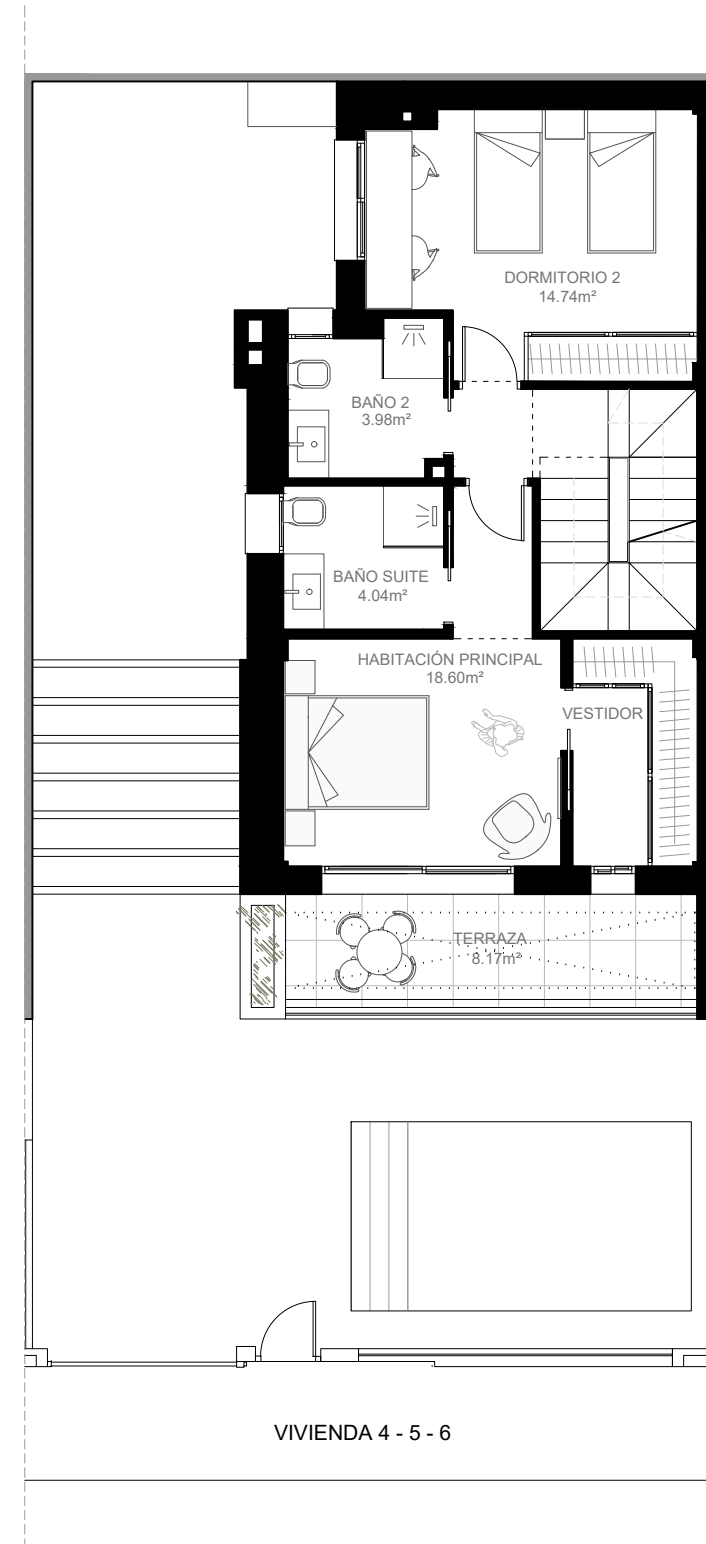 DORMITORIO 2
14.74m²
BAÑO 2
3.98m²
BAÑO SUITE
4.04m²
HABITACIÓN PRINCIPAL
18.60m²
VESTIDOR
TERRAZA
8.17m²
VIVIENDA 4 - 5 - 6